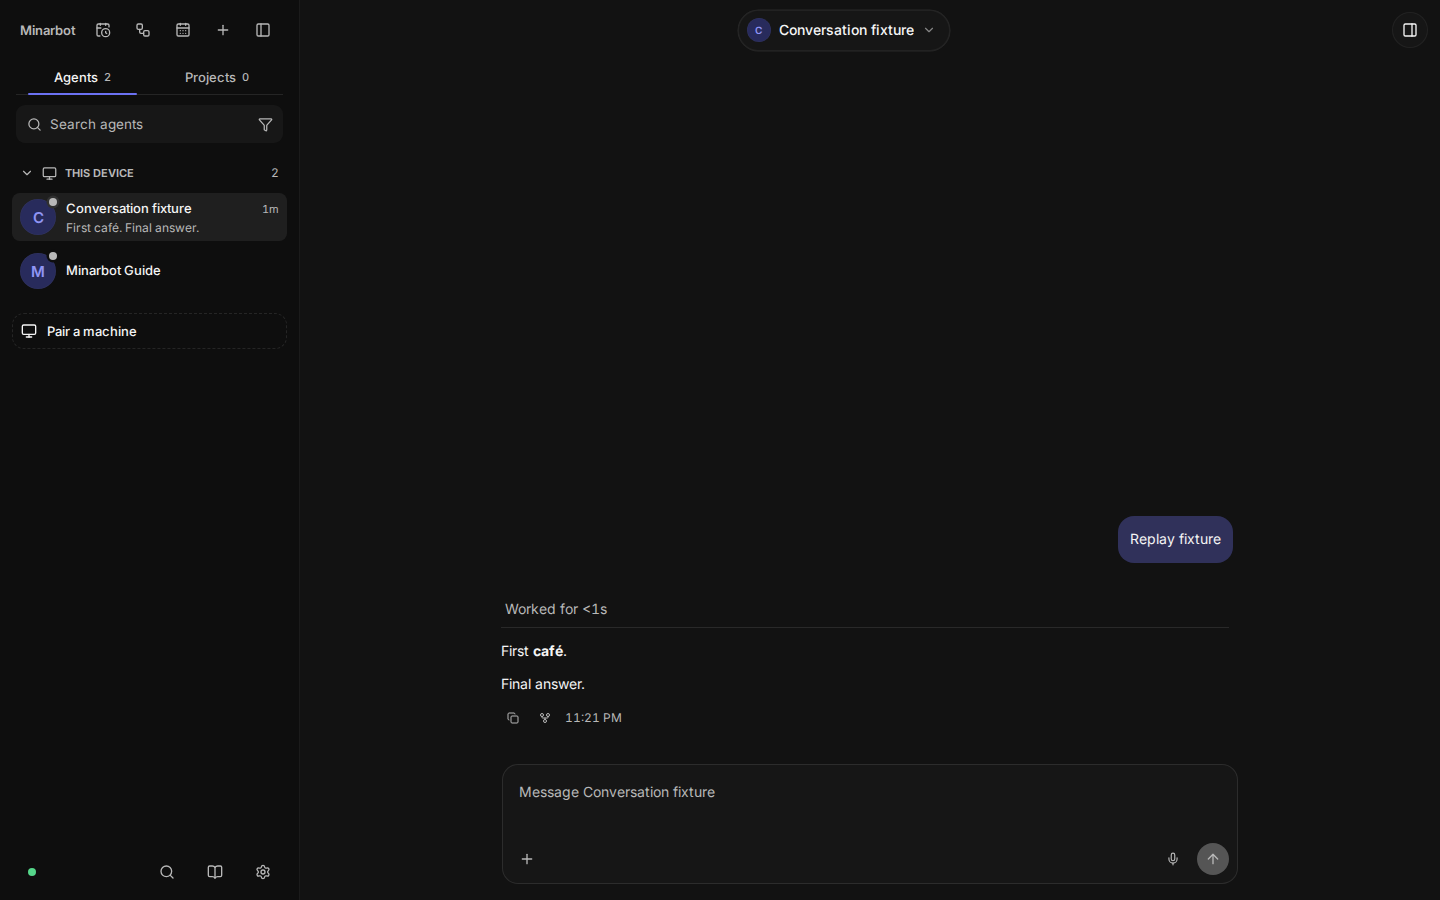 Minarbot
Agents 2
Projects 0
Search agents
THIS DEVICE 2
C
Conversation fixture 1m
First café. Final answer.
M
Minarbot Guide
Pair a machine
C Conversation fixture
Replay fixture
Worked for <1s
First café.
Final answer.
11:21 PM
Message Conversation fixture